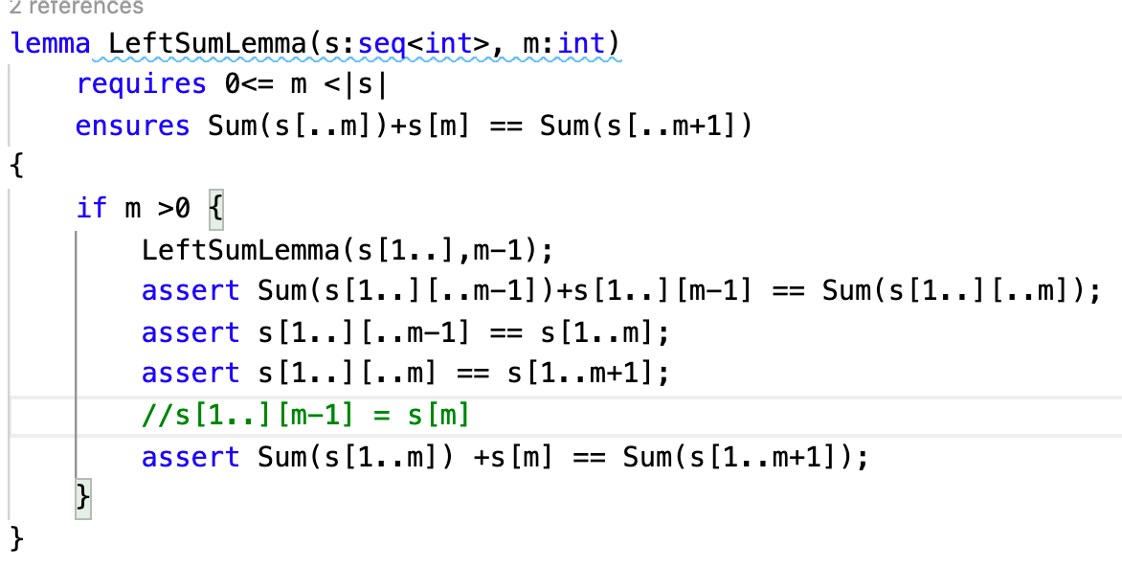 2 references
lemma LeftSumLemma(s:seq<int>, m:int)
requires 0<= m <|s|
ensures Sum(s[..m])+s[m] == Sum(s[..m+1])
{
if m >0 {
LeftSumLemma(s[1..],m-1);
assert Sum(s[1..][..m-1])+s[1..][m-1] == Sum(s[1..][..m]);
assert s[1..][..m-1] == s[1..m];
assert s[1..][..m] == s[1..m+1];
//s[1..][m-1] = s[m]
assert Sum(s[1..m]) +s[m] == Sum(s[1..m+1]);
}
}